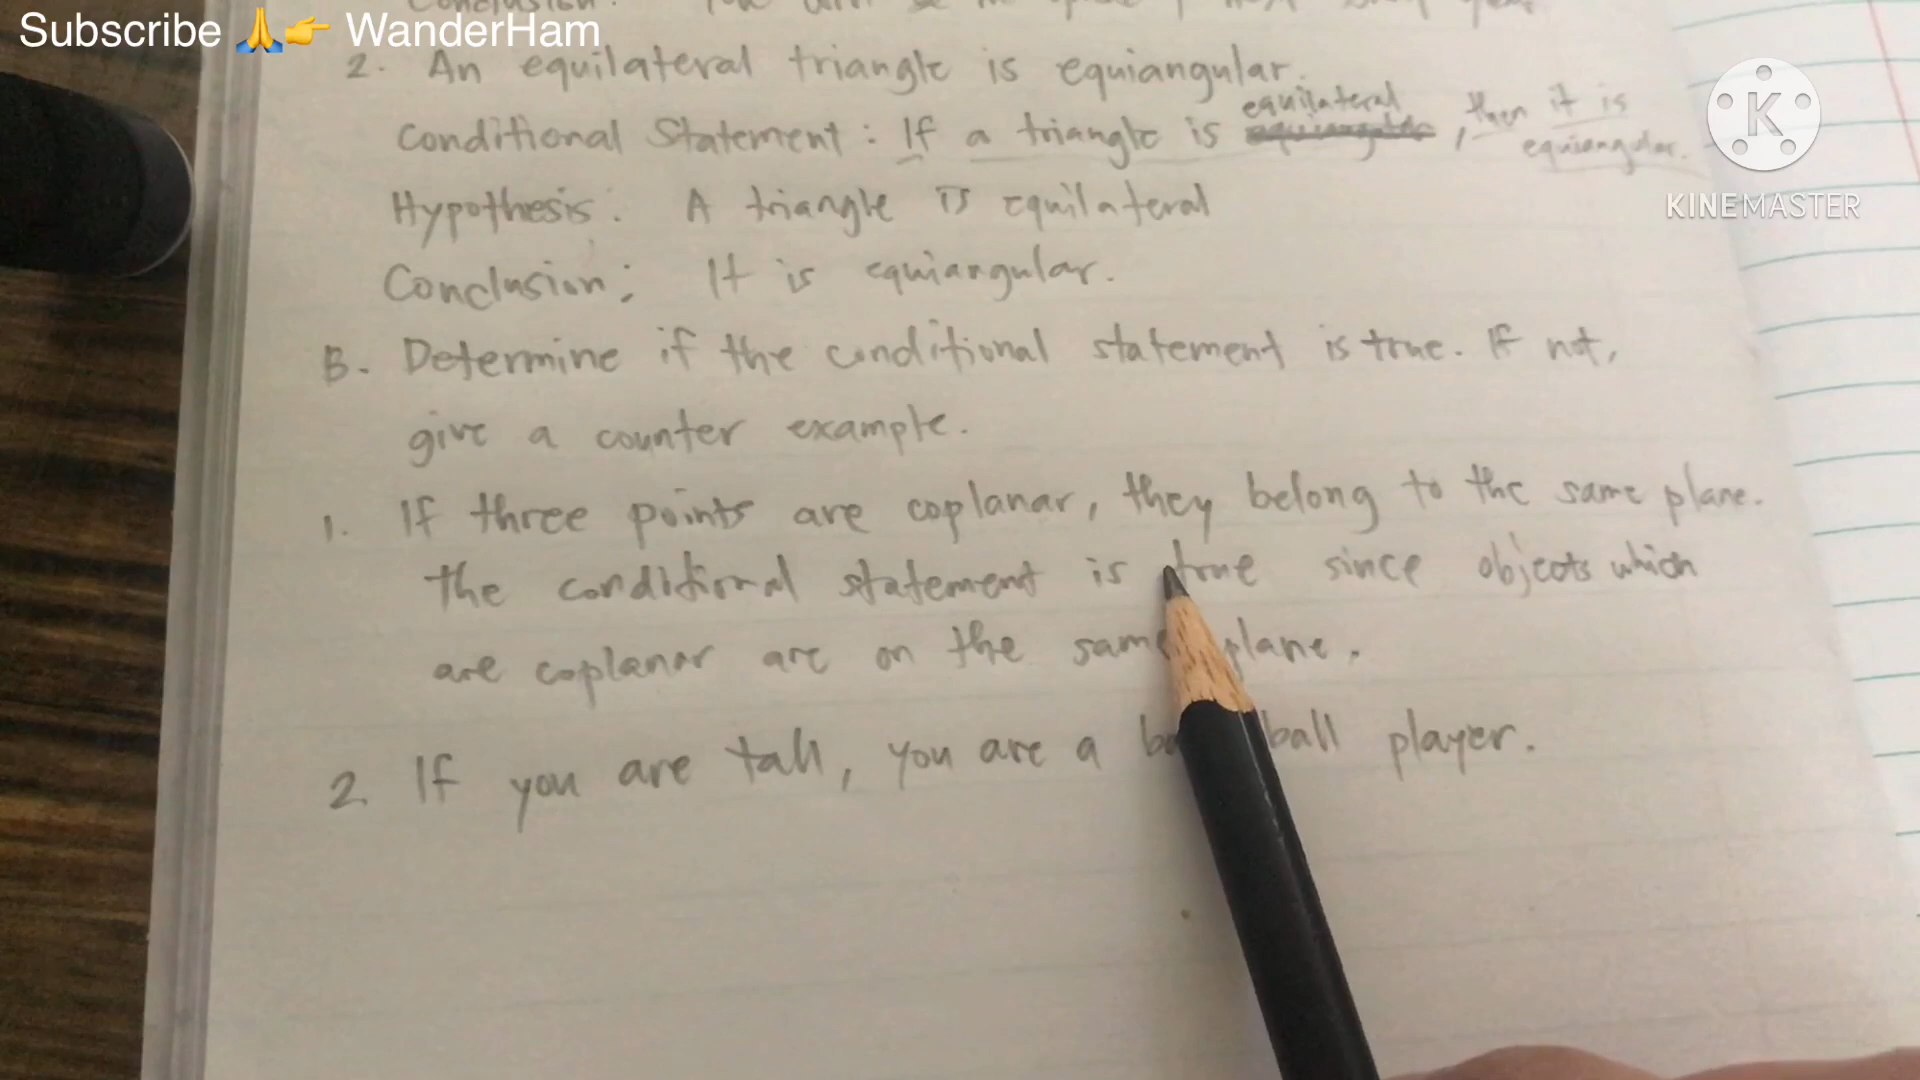 Subscribe 🙏👉 WanderHam
Conclusion:
2. An equilateral triangle is equiangular.
Conditional Statement: If a triangle is equilateral, then it is equiangular.
KINEMASTER
Hypothesis: A triangle is equilateral
Conclusion: It is equiangular.
B. Determine if the conditional statement is true. If not,
give a counter example.
1. If three points are coplanar, they belong to the same plane.
The conditional statement is true since objects which
are coplanar are on the same plane.
2. If you are tall, you are a ball player.